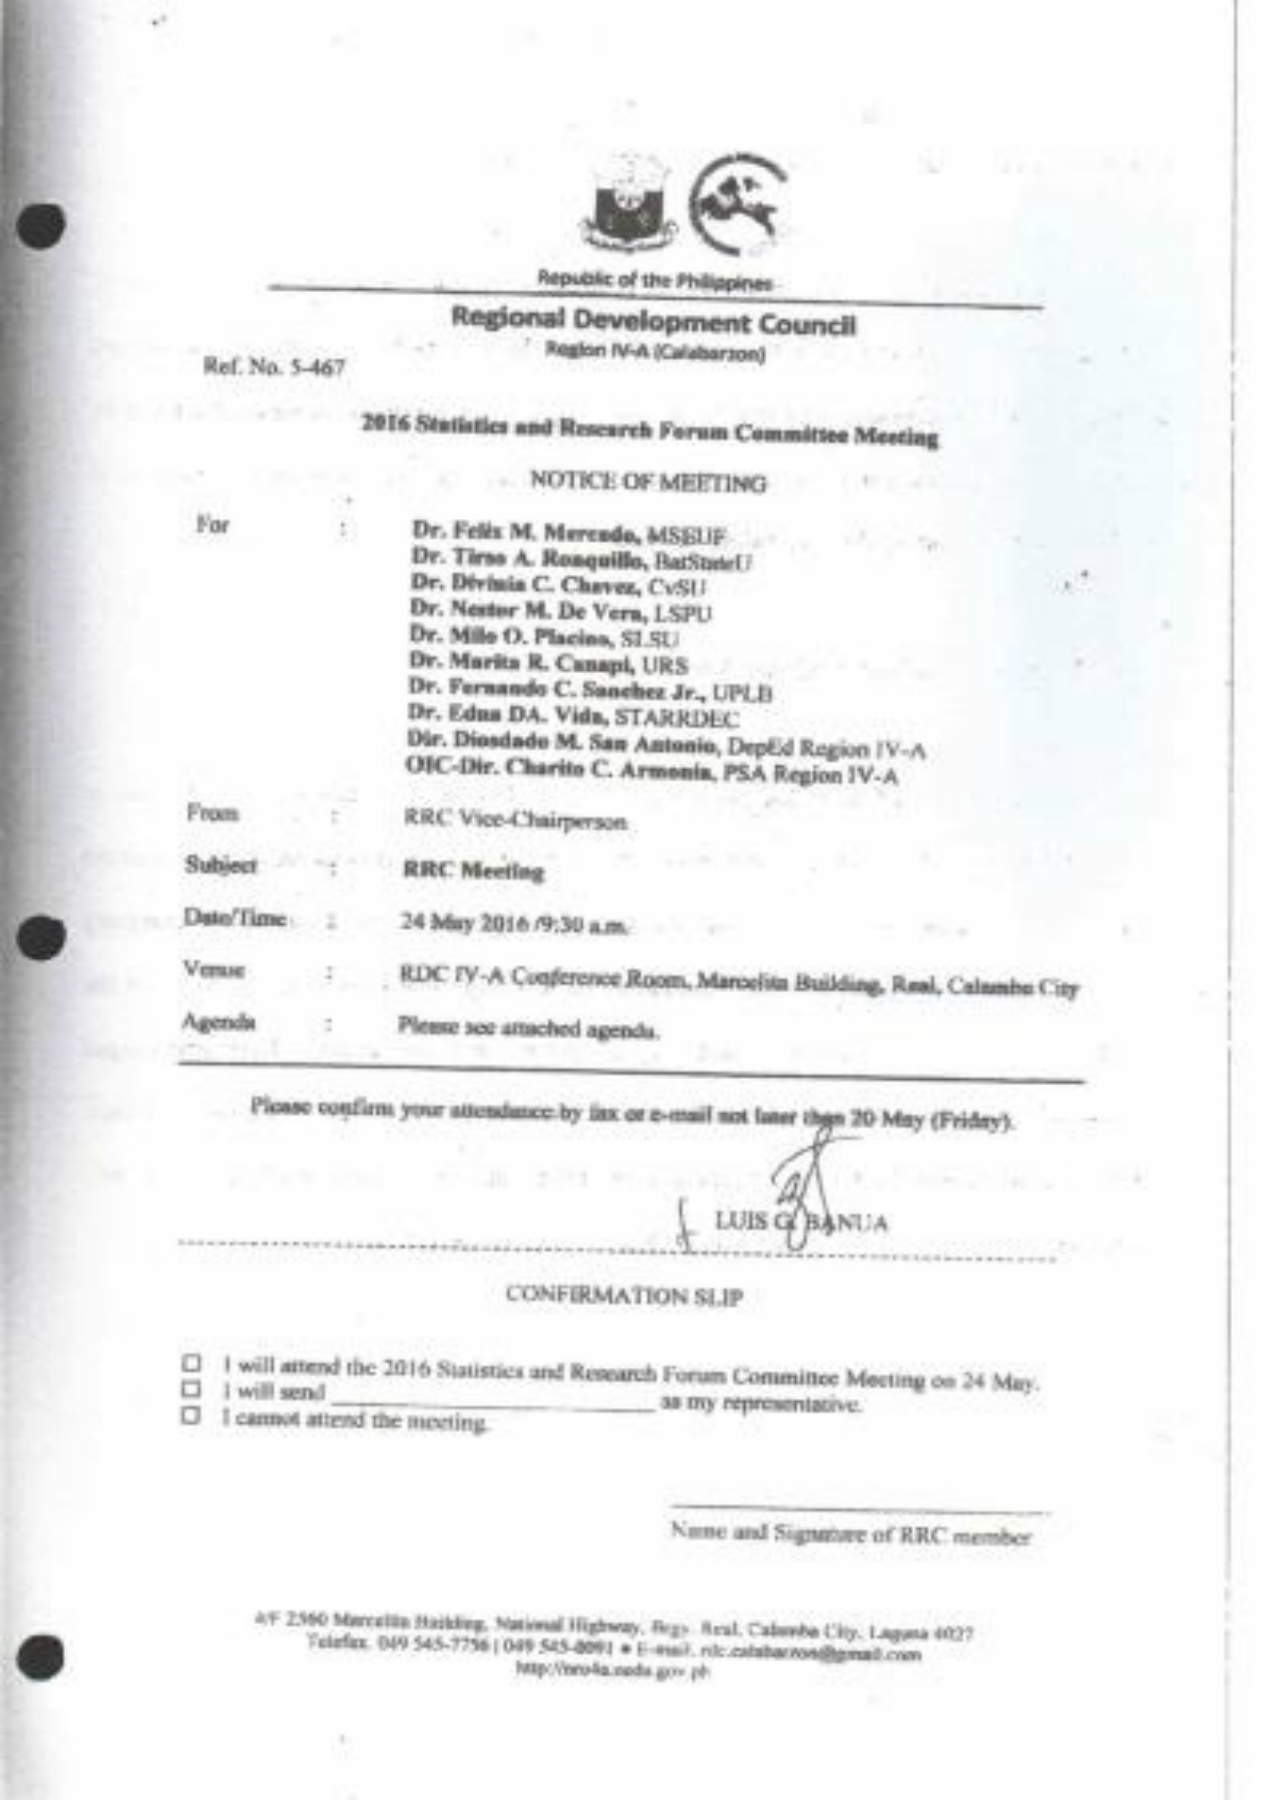 Republic of the Philippines
Regional Development Council
Region IV-A (Calabarzon)
Ref. No. 5-467
2016 Statistics and Research Forum Committee Meeting
NOTICE OF MEETING
For : Dr. Felix M. Mercado, MSEUF
Dr. Tirso A. Ronquillo, BatStateU
Dr. Divinia C. Chavez, CvSU
Dr. Nestor M. De Vera, LSPU
Dr. Milo O. Placino, SLSU
Dr. Marita R. Canapi, URS
Dr. Fernando C. Sanchez Jr., UPLB
Dr. Edna DA. Vida, STARRDEC
Dir. Diosdado M. San Antonio, DepEd Region IV-A
OIC-Dir. Charito C. Armonia, PSA Region IV-A
From : RRC Vice-Chairperson
Subject : RRC Meeting
Date/Time : 24 May 2016 /9:30 a.m.
Venue : RDC IV-A Conference Room, Marcelita Building, Real, Calamba City
Agenda : Please see attached agenda.
Please confirm your attendance by fax or e-mail not later than 20 May (Friday).
LUIS G. BANUA
CONFIRMATION SLIP
☐ I will attend the 2016 Statistics and Research Forum Committee Meeting on 24 May.
☐ I will send ______________________ as my representative.
☐ I cannot attend the meeting.
Name and Signature of RRC member
4/F 2560 Marcelita Building, National Highway, Brgy. Real, Calamba City, Laguna 4027
Telefax. 049 545-7756 | 049 545-0091 • E-mail. rdc.calabarzon@gmail.com
http://nro4a.neda.gov.ph